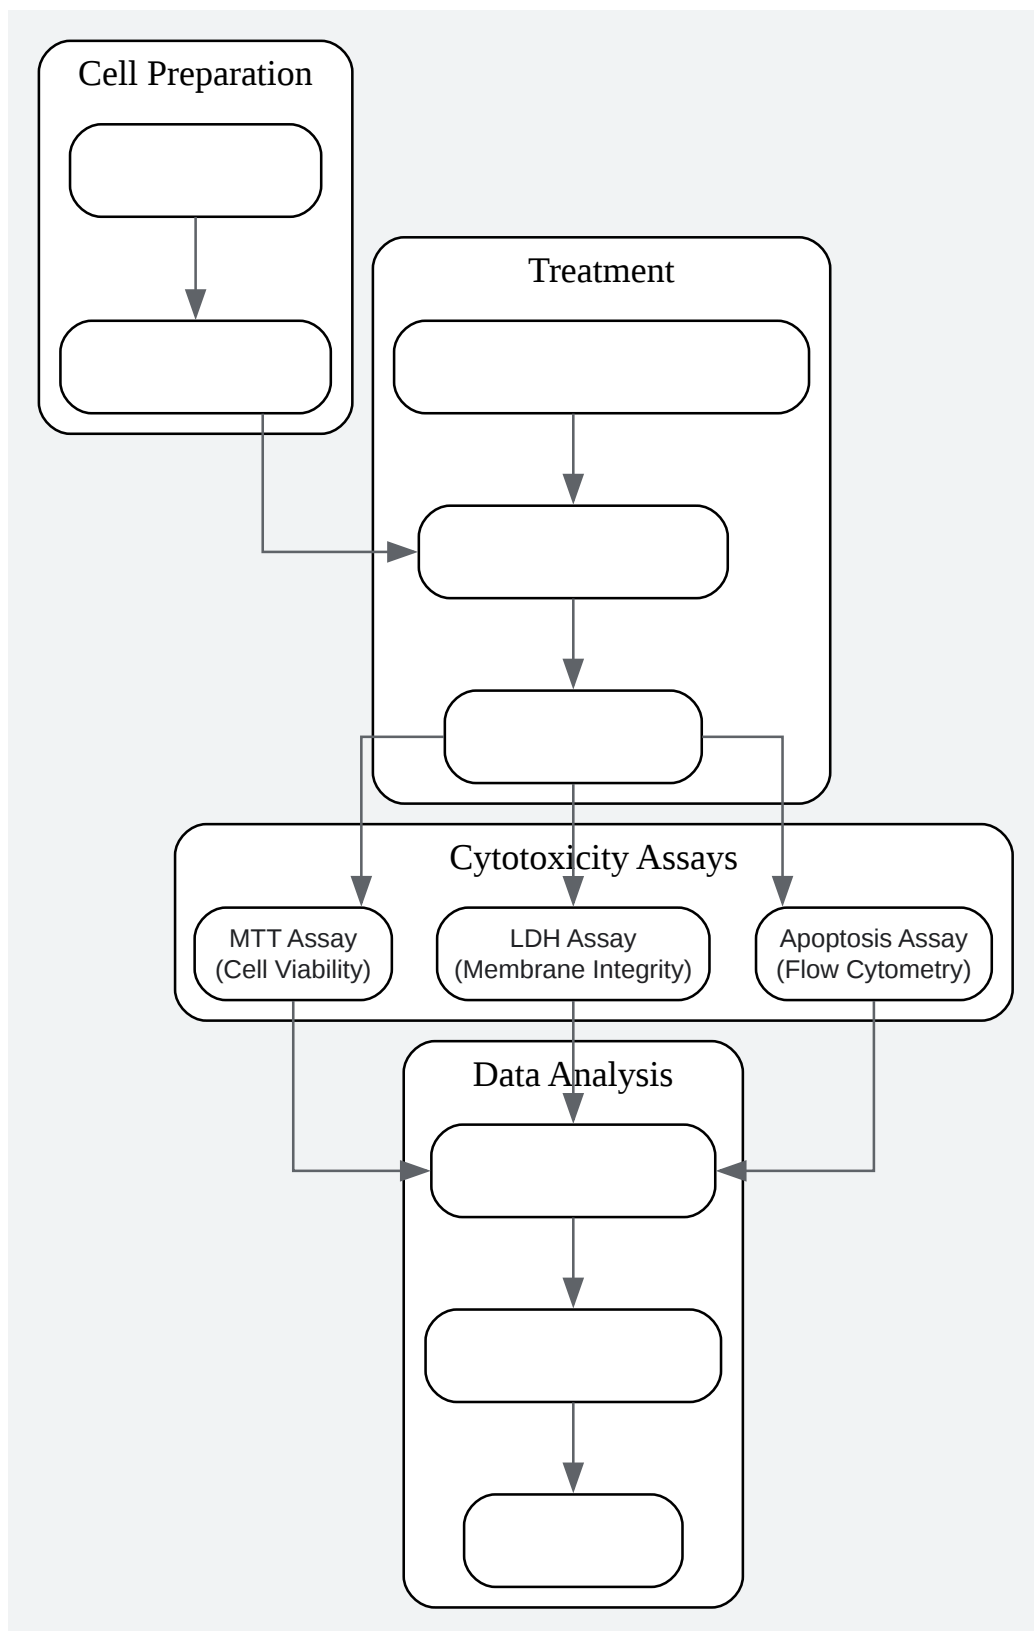 Cell Preparation
Treatment
Cytotoxicity Assays
MTT Assay
(Cell Viability)
LDH Assay
(Membrane Integrity)
Apoptosis Assay
(Flow Cytometry)
Data Analysis